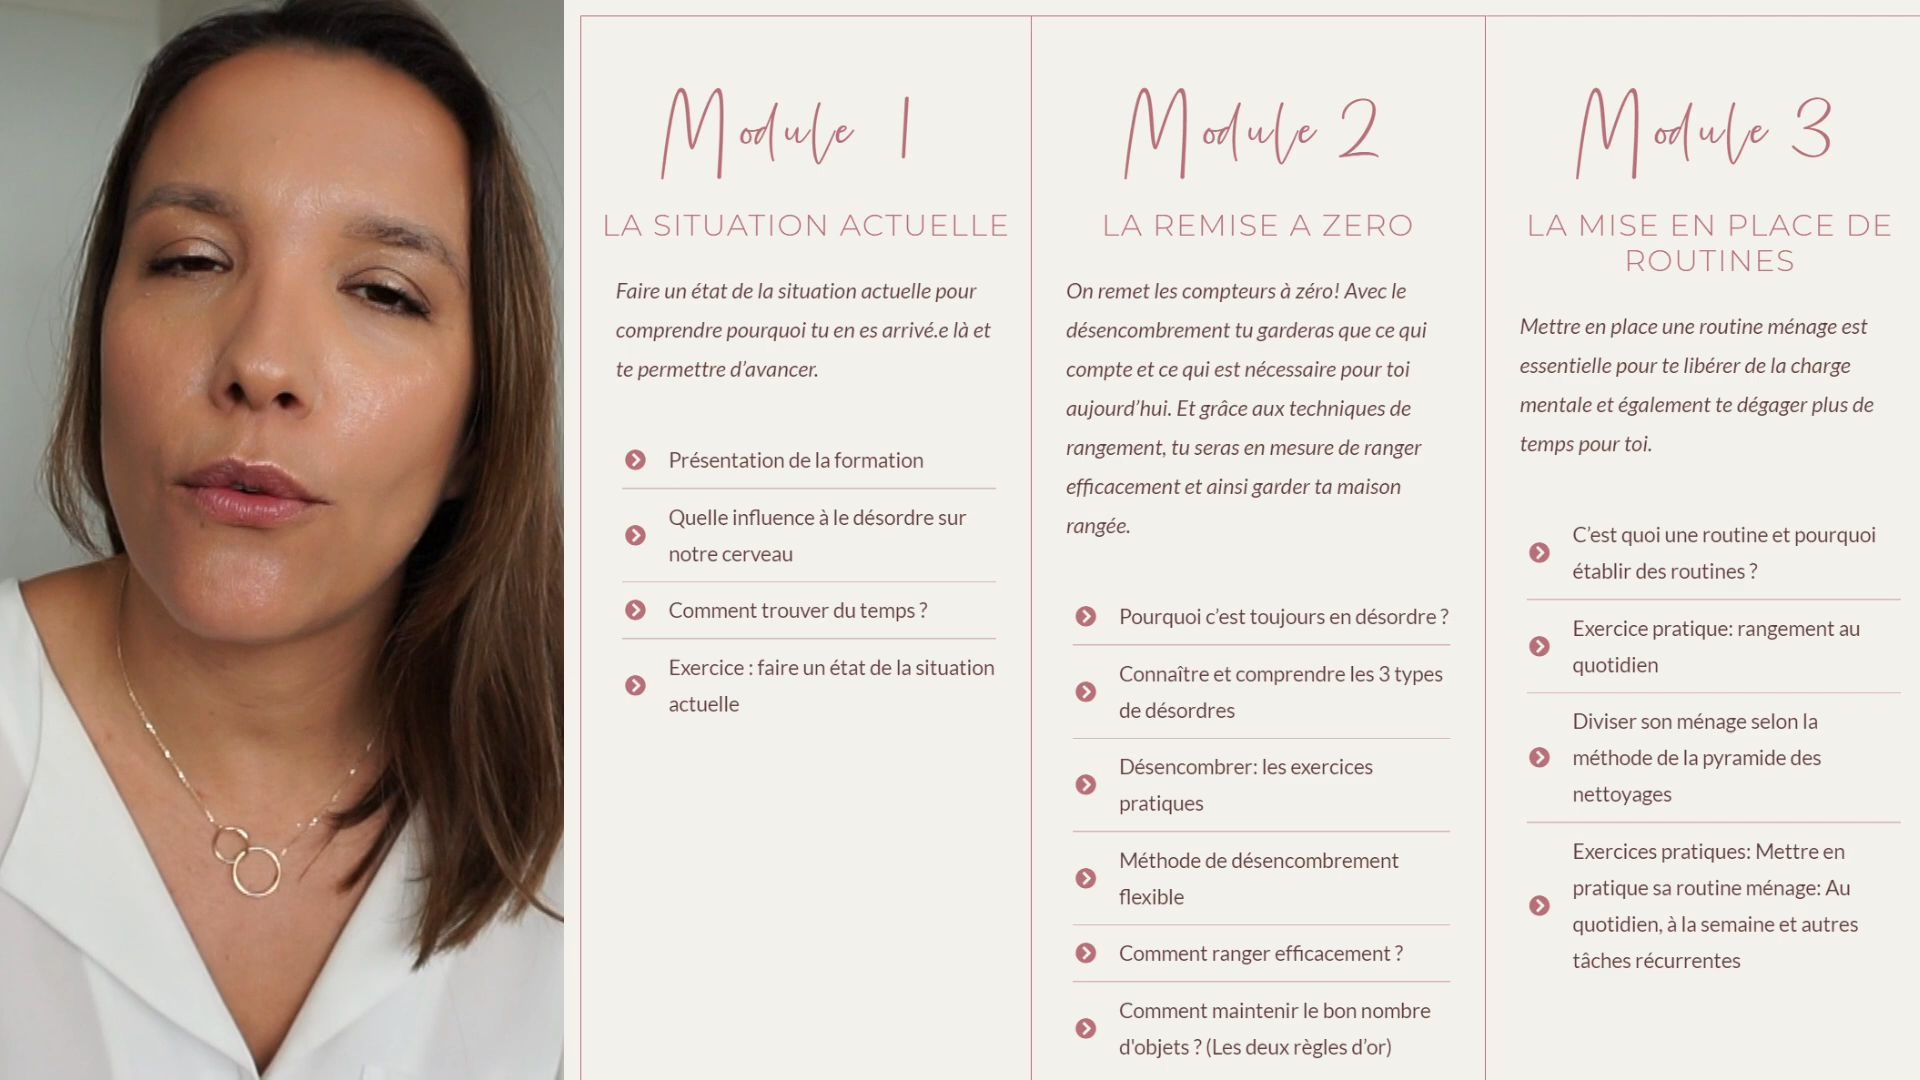 Module 1
LA SITUATION ACTUELLE
Faire un état de la situation actuelle pour
comprendre pourquoi tu en es arrivé.e là et
te permettre d’avancer.
Présentation de la formation
Quelle influence à le désordre sur
notre cerveau
Comment trouver du temps ?
Exercice : faire un état de la situation
actuelle
Module 2
LA REMISE A ZERO
On remet les compteurs à zéro! Avec le
désencombrement tu garderas que ce qui
compte et ce qui est nécessaire pour toi
aujourd’hui. Et grâce aux techniques de
rangement, tu seras en mesure de ranger
efficacement et ainsi garder ta maison
rangée.
Pourquoi c’est toujours en désordre ?
Connaître et comprendre les 3 types
de désordres
Désencombrer: les exercices
pratiques
Méthode de désencombrement
flexible
Comment ranger efficacement ?
Comment maintenir le bon nombre
d'objets ? (Les deux règles d’or)
Module 3
LA MISE EN PLACE DE
ROUTINES
Mettre en place une routine ménage est
essentielle pour te libérer de la charge
mentale et également te dégager plus de
temps pour toi.
C’est quoi une routine et pourquoi
établir des routines ?
Exercice pratique: rangement au
quotidien
Diviser son ménage selon la
méthode de la pyramide des
nettoyages
Exercices pratiques: Mettre en
pratique sa routine ménage: Au
quotidien, à la semaine et autres
tâches récurrentes